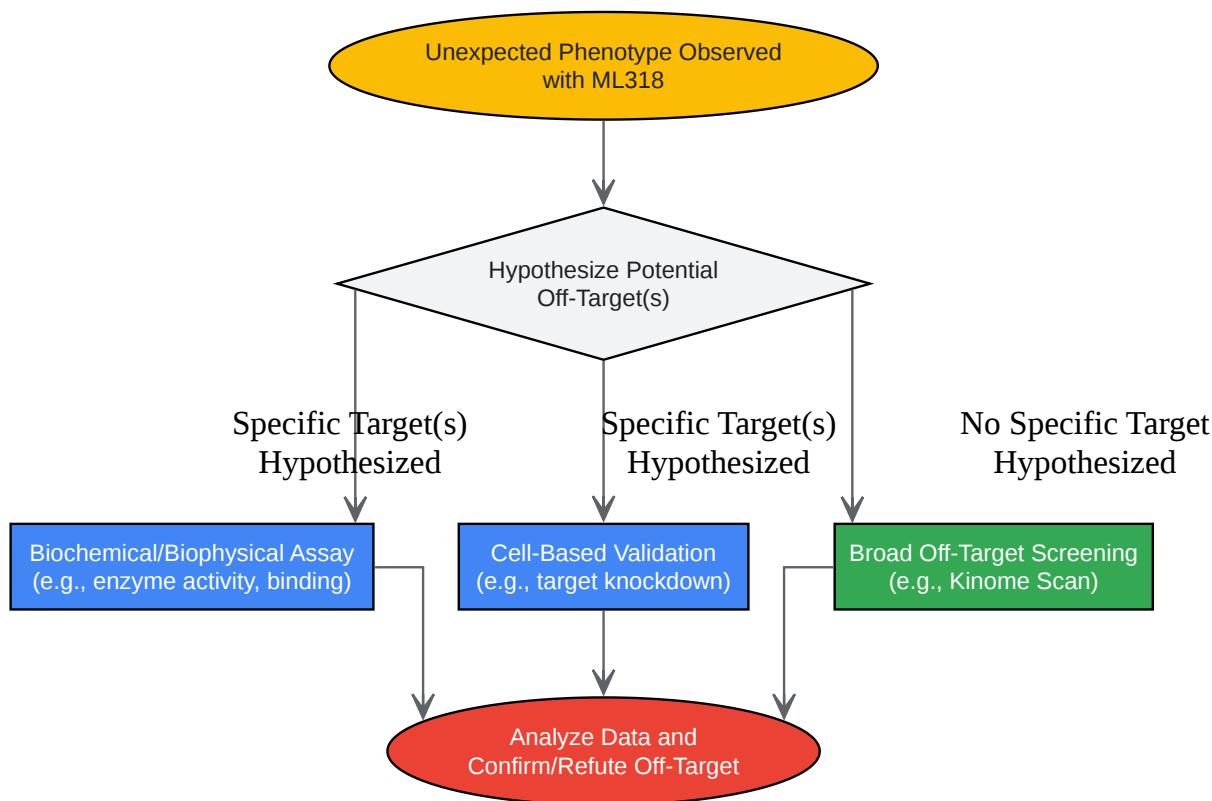 Unexpected Phenotype Observed
with ML318
Hypothesize Potential
Off-Target(s)
Specific Target(s)
Hypothesized
Specific Target(s)
Hypothesized
No Specific Target
Hypothesized
Biochemical/Biophysical Assay
(e.g., enzyme activity, binding)
Cell-Based Validation
(e.g., target knockdown)
Broad Off-Target Screening
(e.g., Kinome Scan)
Analyze Data and
Confirm/Refute Off-Target